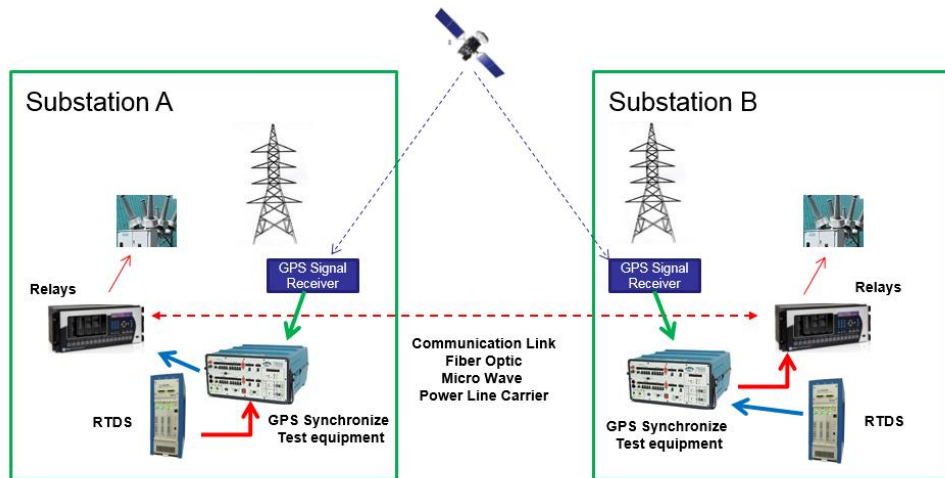 Substation A
Substation B
GPS Signal
Receiver
GPS Signal
Receiver
Relays
Relays
Communication Link
Fiber Optic
Micro Wave
Power Line Carrier
RTDS
GPS Synchronize
Test equipment
GPS Synchronize
Test equipment
RTDS